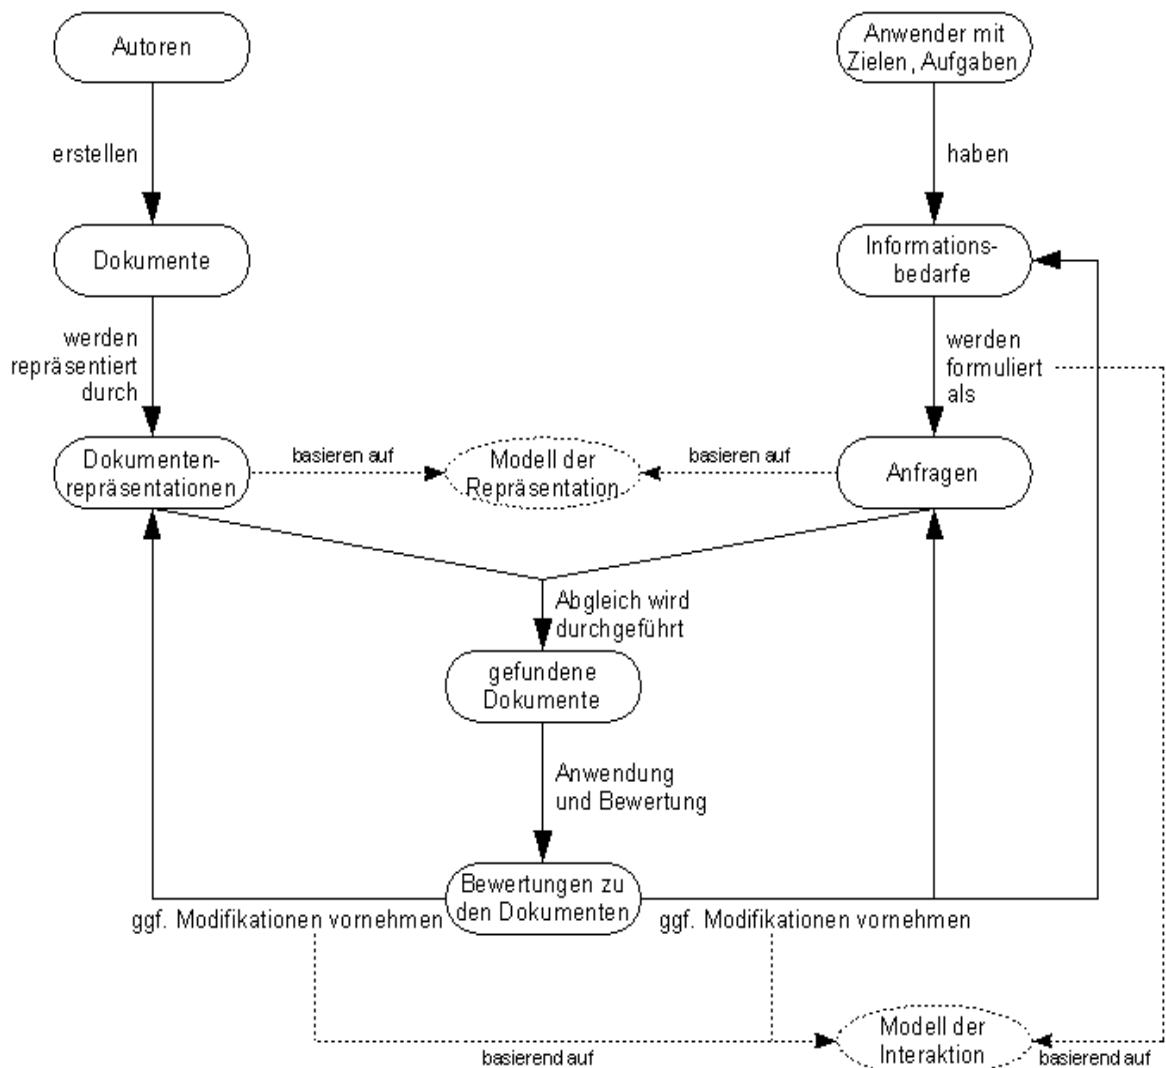 Autoren
Anwender mit
Zielen, Aufgaben
erstellen
haben
Dokumente
Informations-
bedarfe
werden
repräsentiert
durch
werden
formuliert
als
Dokumenten-
repräsentationen
basieren auf
Modell der
Repräsentation
basieren auf
Anfragen
Abgleich wird
durchgeführt
gefundene
Dokumente
Anwendung
und Bewertung
Bewertungen zu
den Dokumenten
ggf. Modifikationen vornehmen
ggf. Modifikationen vornehmen
Modell der
Interaktion
basierend auf
basierend auf